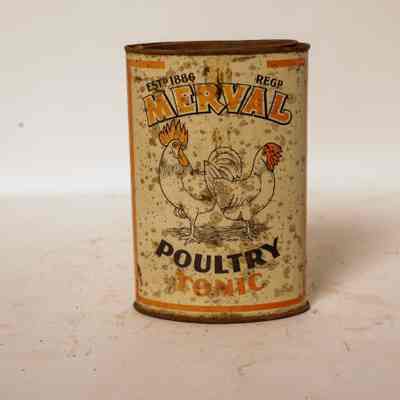 ESTD 1886 REGD
MERVAL
POULTRY
TONIC